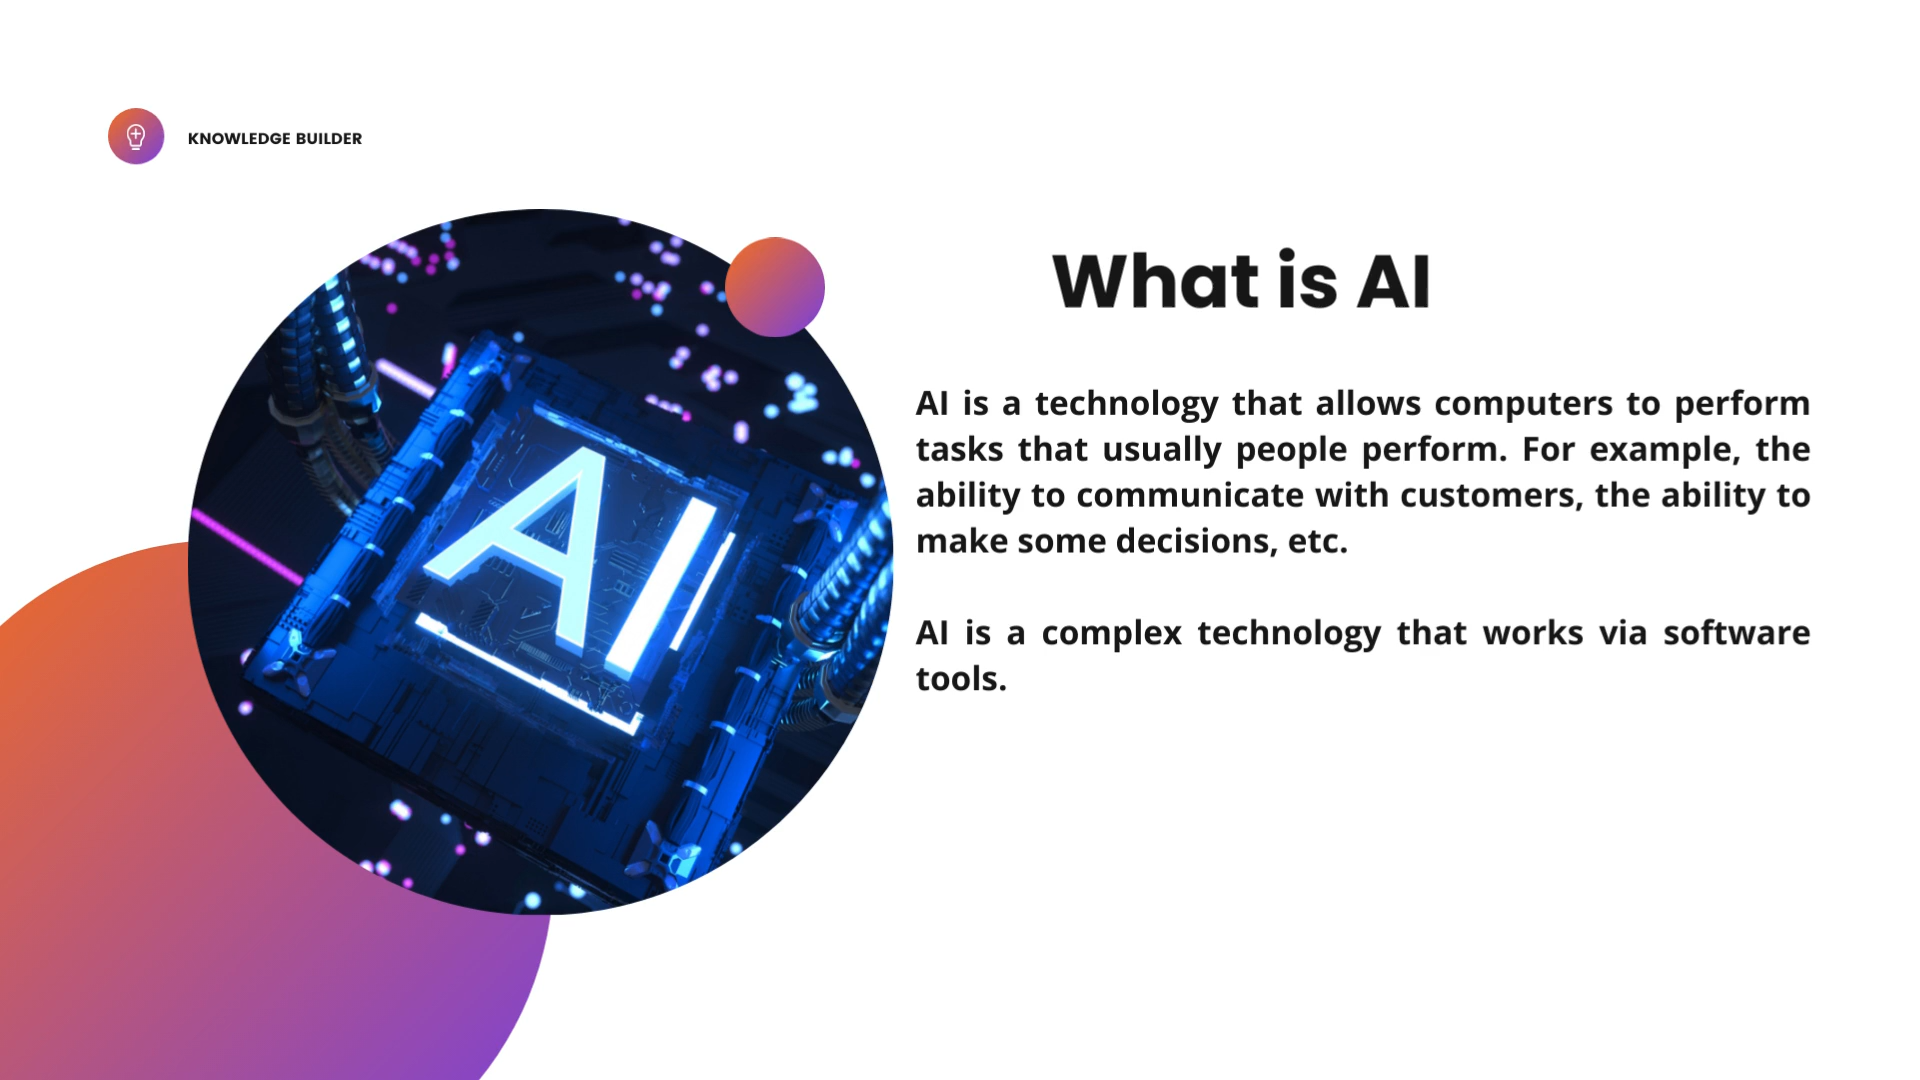 KNOWLEDGE BUILDER
What is AI
AI is a technology that allows computers to perform
tasks that usually people perform. For example, the
ability to communicate with customers, the ability to
make some decisions, etc.
AI is a complex technology that works via software
tools.
AI